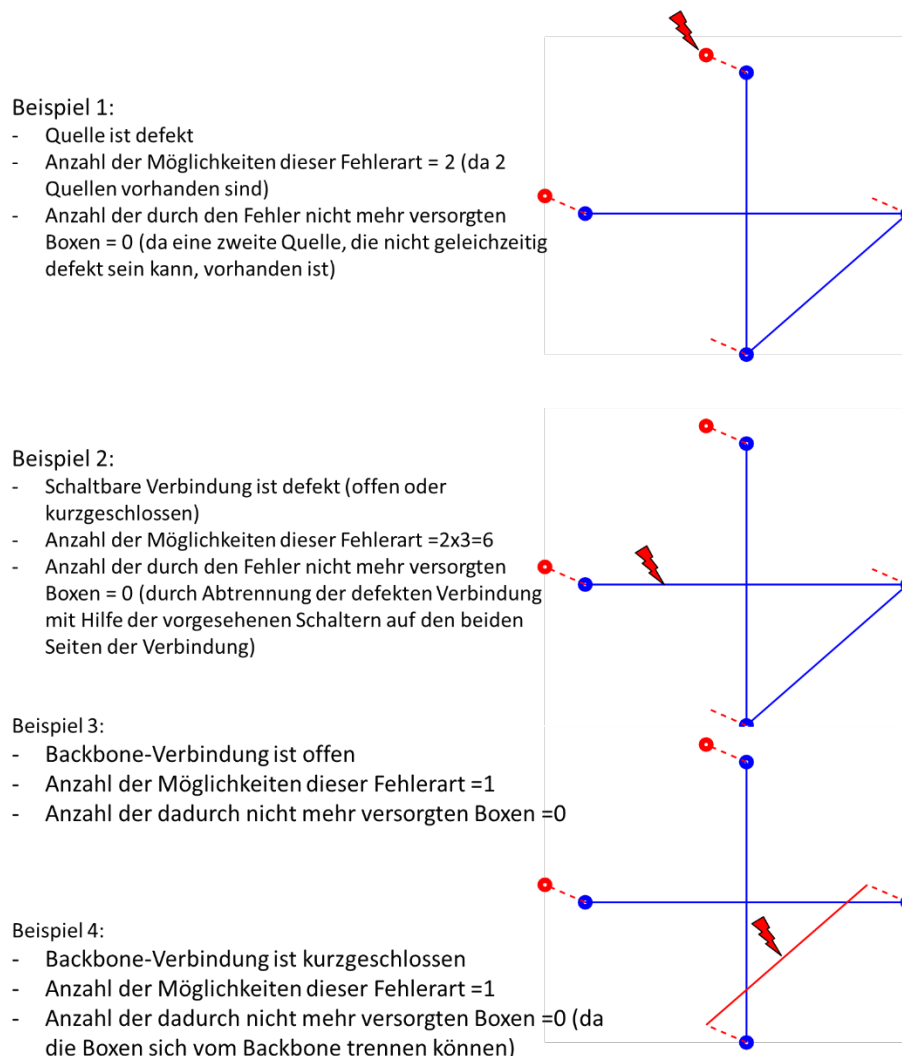 Beispiel 1:
- Quelle ist defekt
- Anzahl der Möglichkeiten dieser Fehlerart = 2 (da 2
Quellen vorhanden sind)
- Anzahl der durch den Fehler nicht mehr versorgten
Boxen = 0 (da eine zweite Quelle, die nicht geleichzeitig
defekt sein kann, vorhanden ist)
Beispiel 2:
- Schaltbare Verbindung ist defekt (offen oder
kurzgeschlossen)
- Anzahl der Möglichkeiten dieser Fehlerart =2x3=6
- Anzahl der durch den Fehler nicht mehr versorgten
Boxen = 0 (durch Abtrennung der defekten Verbindung
mit Hilfe der vorgesehenen Schaltern auf den beiden
Seiten der Verbindung)
Beispiel 3:
- Backbone-Verbindung ist offen
- Anzahl der Möglichkeiten dieser Fehlerart =1
- Anzahl der dadurch nicht mehr versorgten Boxen =0
Beispiel 4:
- Backbone-Verbindung ist kurzgeschlossen
- Anzahl der Möglichkeiten dieser Fehlerart =1
- Anzahl der dadurch nicht mehr versorgten Boxen =0 (da
die Boxen sich vom Backbone trennen können)